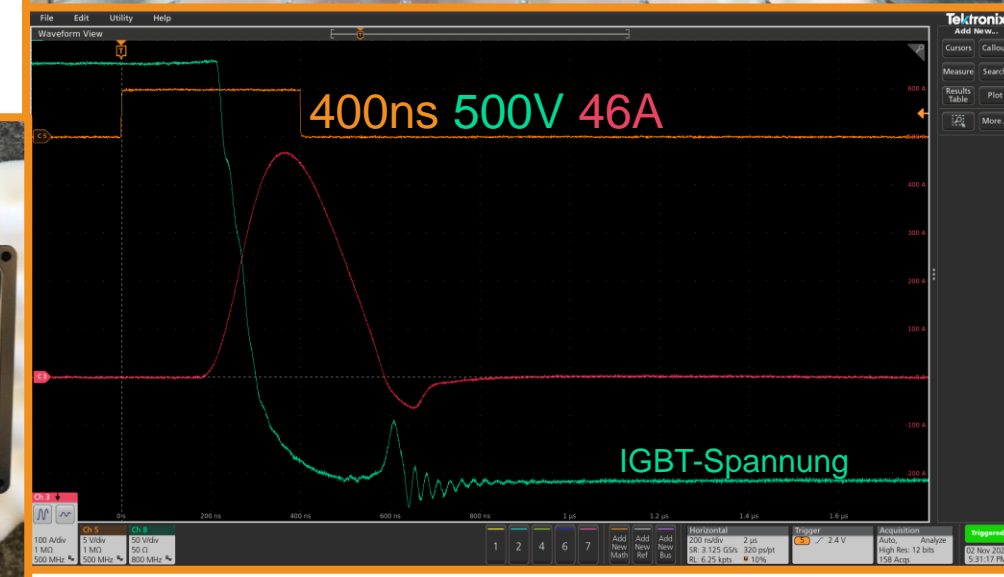 File Edit Utility Help
Tektronix
Waveform View
Add New...
T
T
Cursors
Measure
Results Table
Plot
More...
400ns 500V 46A
C 5
600 A
400 A
300 A
200 A
100 A
C 8
0 A
-100 A
-200 A
IGBT-Spannung
0 s 200 ns 400 ns 600 ns 800 ns 1 µs 1.2 µs 1.4 µs 1.6 µs
Ch 3
100 A/div
1 MΩ
500 MHz
Ch 5
5 V/div
1 MΩ
500 MHz
Ch 8
50 V/div
50 Ω
800 MHz
1 2 4 6 7
Add New Math
Add New Ref
Add New Bus
Horizontal
200 ns/div 2 µs
SR: 3.125 GS/s 320 ps/pt
RL: 6.25 kpts 10%
Trigger
5 2.4 V
Acquisition
Auto, Analyze
High Res: 12 bits
158 Acqs
Triggered
02 Nov
5:31:17 PM